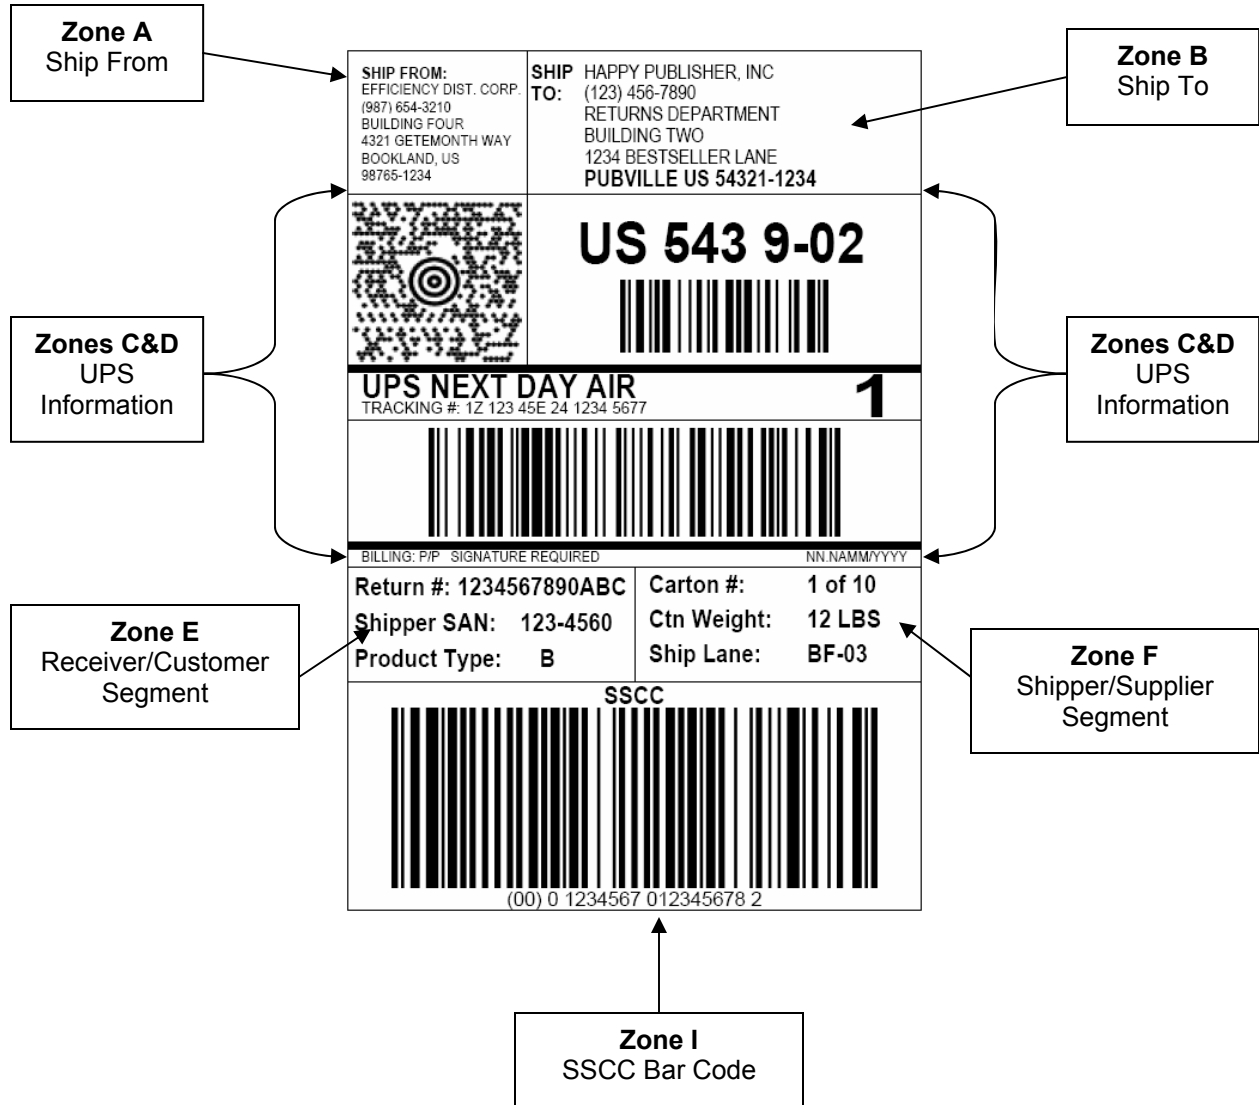 Zone A
Ship From
Zone B
Ship To
SHIP FROM:
EFFICIENCY DIST. CORP.
(987) 654-3210
BUILDING FOUR
4321 GETEMONTH WAY
BOOKLAND, US
98765-1234
SHIP TO:
HAPPY PUBLISHER, INC
(123) 456-7890
RETURNS DEPARTMENT
BUILDING TWO
1234 BESTSELLER LANE
PUBVILLE US 54321-1234
US 543 9-02
Zones C&D
UPS
Information
Zones C&D
UPS
Information
UPS NEXT DAY AIR
TRACKING #: 1Z 123 45E 24 1234 5677
1
BILLING: P/P SIGNATURE REQUIRED NN.NAMM/YYYY
Return #: 1234567890ABC
Shipper SAN: 123-4560
Product Type: B
Carton #: 1 of 10
Ctn Weight: 12 LBS
Ship Lane: BF-03
Zone E
Receiver/Customer
Segment
Zone F
Shipper/Supplier
Segment
SSCC
(00) 0 1234567 012345678 2
Zone I
SSCC Bar Code